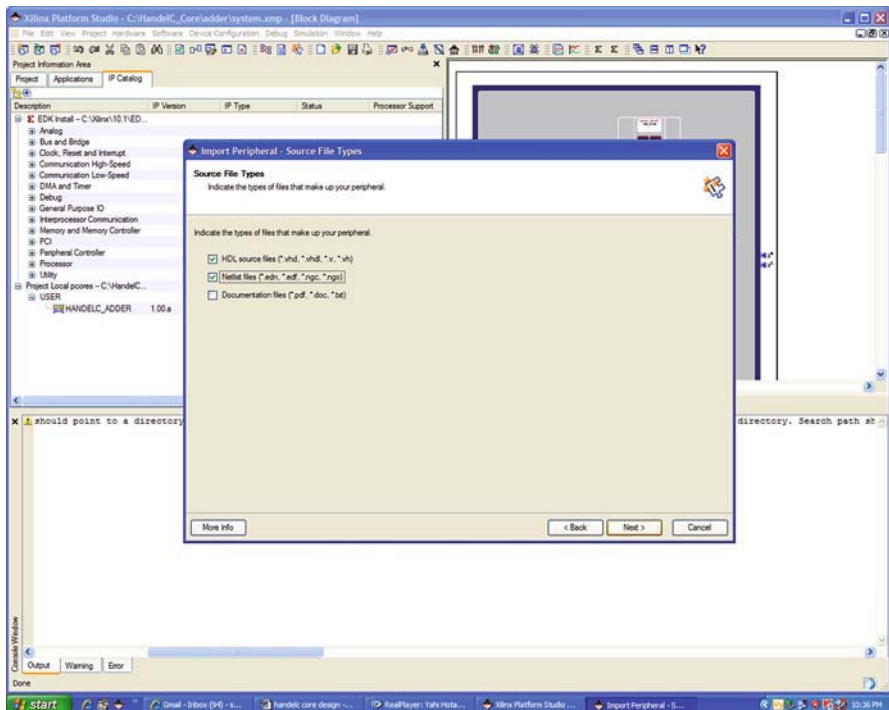 Xilinx Platform Studio - C:\HandelC_Core\adder\system.xmp - [Block Diagram]
File Edit View Project Hardware Software Device Configuration Debug Simulation Window Help
Project Information Area
Project Applications IP Catalog
Description IP Version IP Type Status Processor Support
EDK Install - C:\Xilinx\10.1\ED...
Analog
Bus and Bridge
Clock, Reset and Interrupt
Communication High-Speed
Communication Low-Speed
DMA and Timer
Debug
General Purpose IO
Interprocessor Communication
Memory and Memory Controller
PCI
Peripheral Controller
Processor
Utility
Project Local pcores - C:\HandelC...
USER
HANDELC_ADDER 1.00.a
Import Peripheral - Source File Types
Source File Types
Indicate the types of files that make up your peripheral.
Indicate the types of files that make up your peripheral.
HDL source files (*.vhd, *.vhdl, *.v, *.vh)
Netlist files (*.edn, *.edf, *.ngc, *.ngo)
Documentation files (*.pdf, *.doc, *.txt)
More Info < Back Next > Cancel
should point to a directory directory. Search path sh
Console Window
Output Warning Error
Done
start Gmail - Inbox (94) - s... handelc core design -... RealPlayer: Yahi Hota... Xilinx Platform Studio ... Import Peripheral - S... 10:36 PM